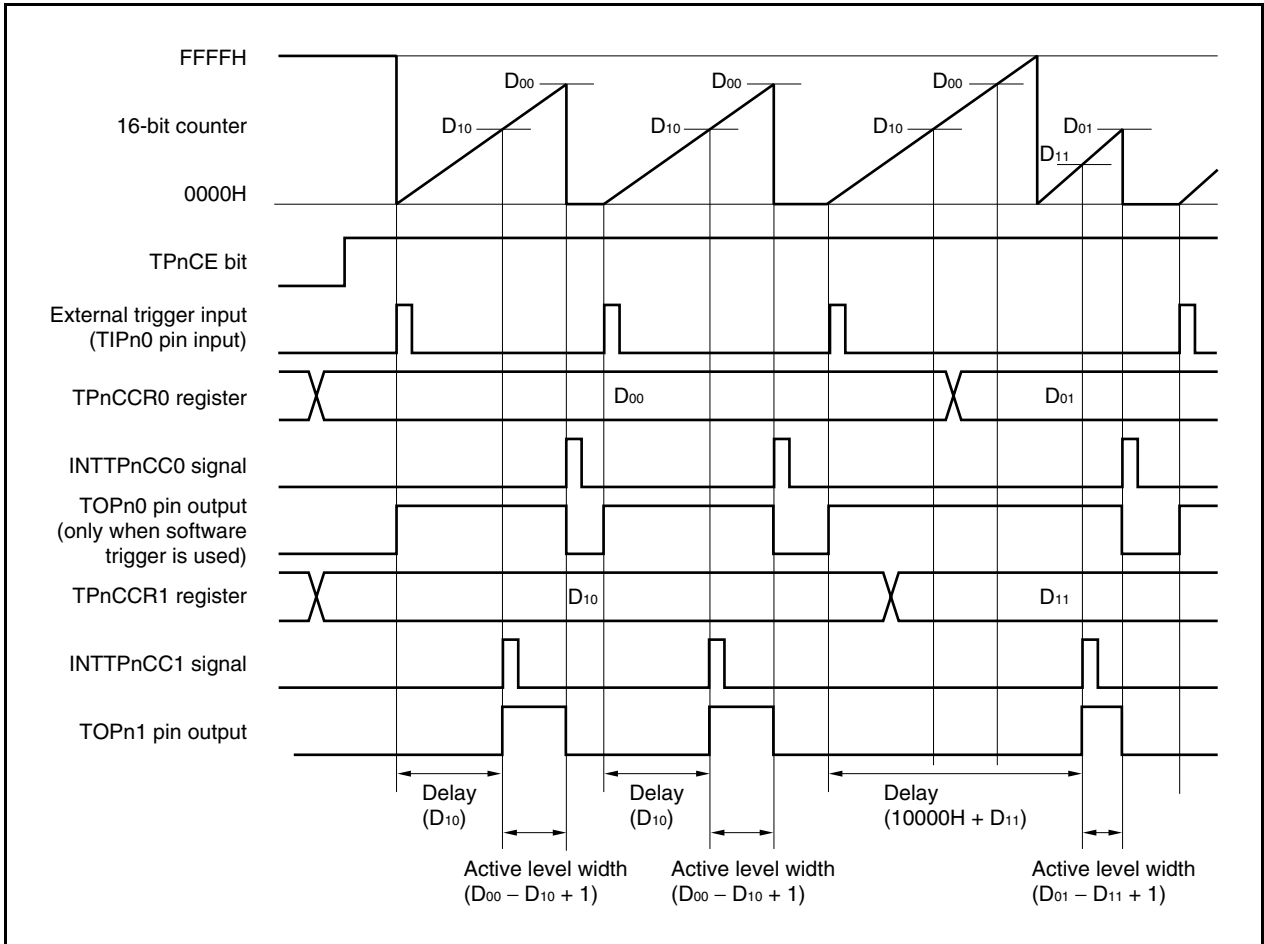 FFFFH
D00
D00
D00
16-bit counter
D10
D10
D10
D01
D11
0000H
TPnCE bit
External trigger input
(TIPn0 pin input)
TPnCCR0 register
D00
D01
INTTPnCC0 signal
TOPn0 pin output
(only when software
trigger is used)
TPnCCR1 register
D10
D11
INTTPnCC1 signal
TOPn1 pin output
Delay
(D10)
Delay
(D10)
Delay
(10000H + D11)
Active level width
(D00 − D10 + 1)
Active level width
(D00 − D10 + 1)
Active level width
(D01 − D11 + 1)